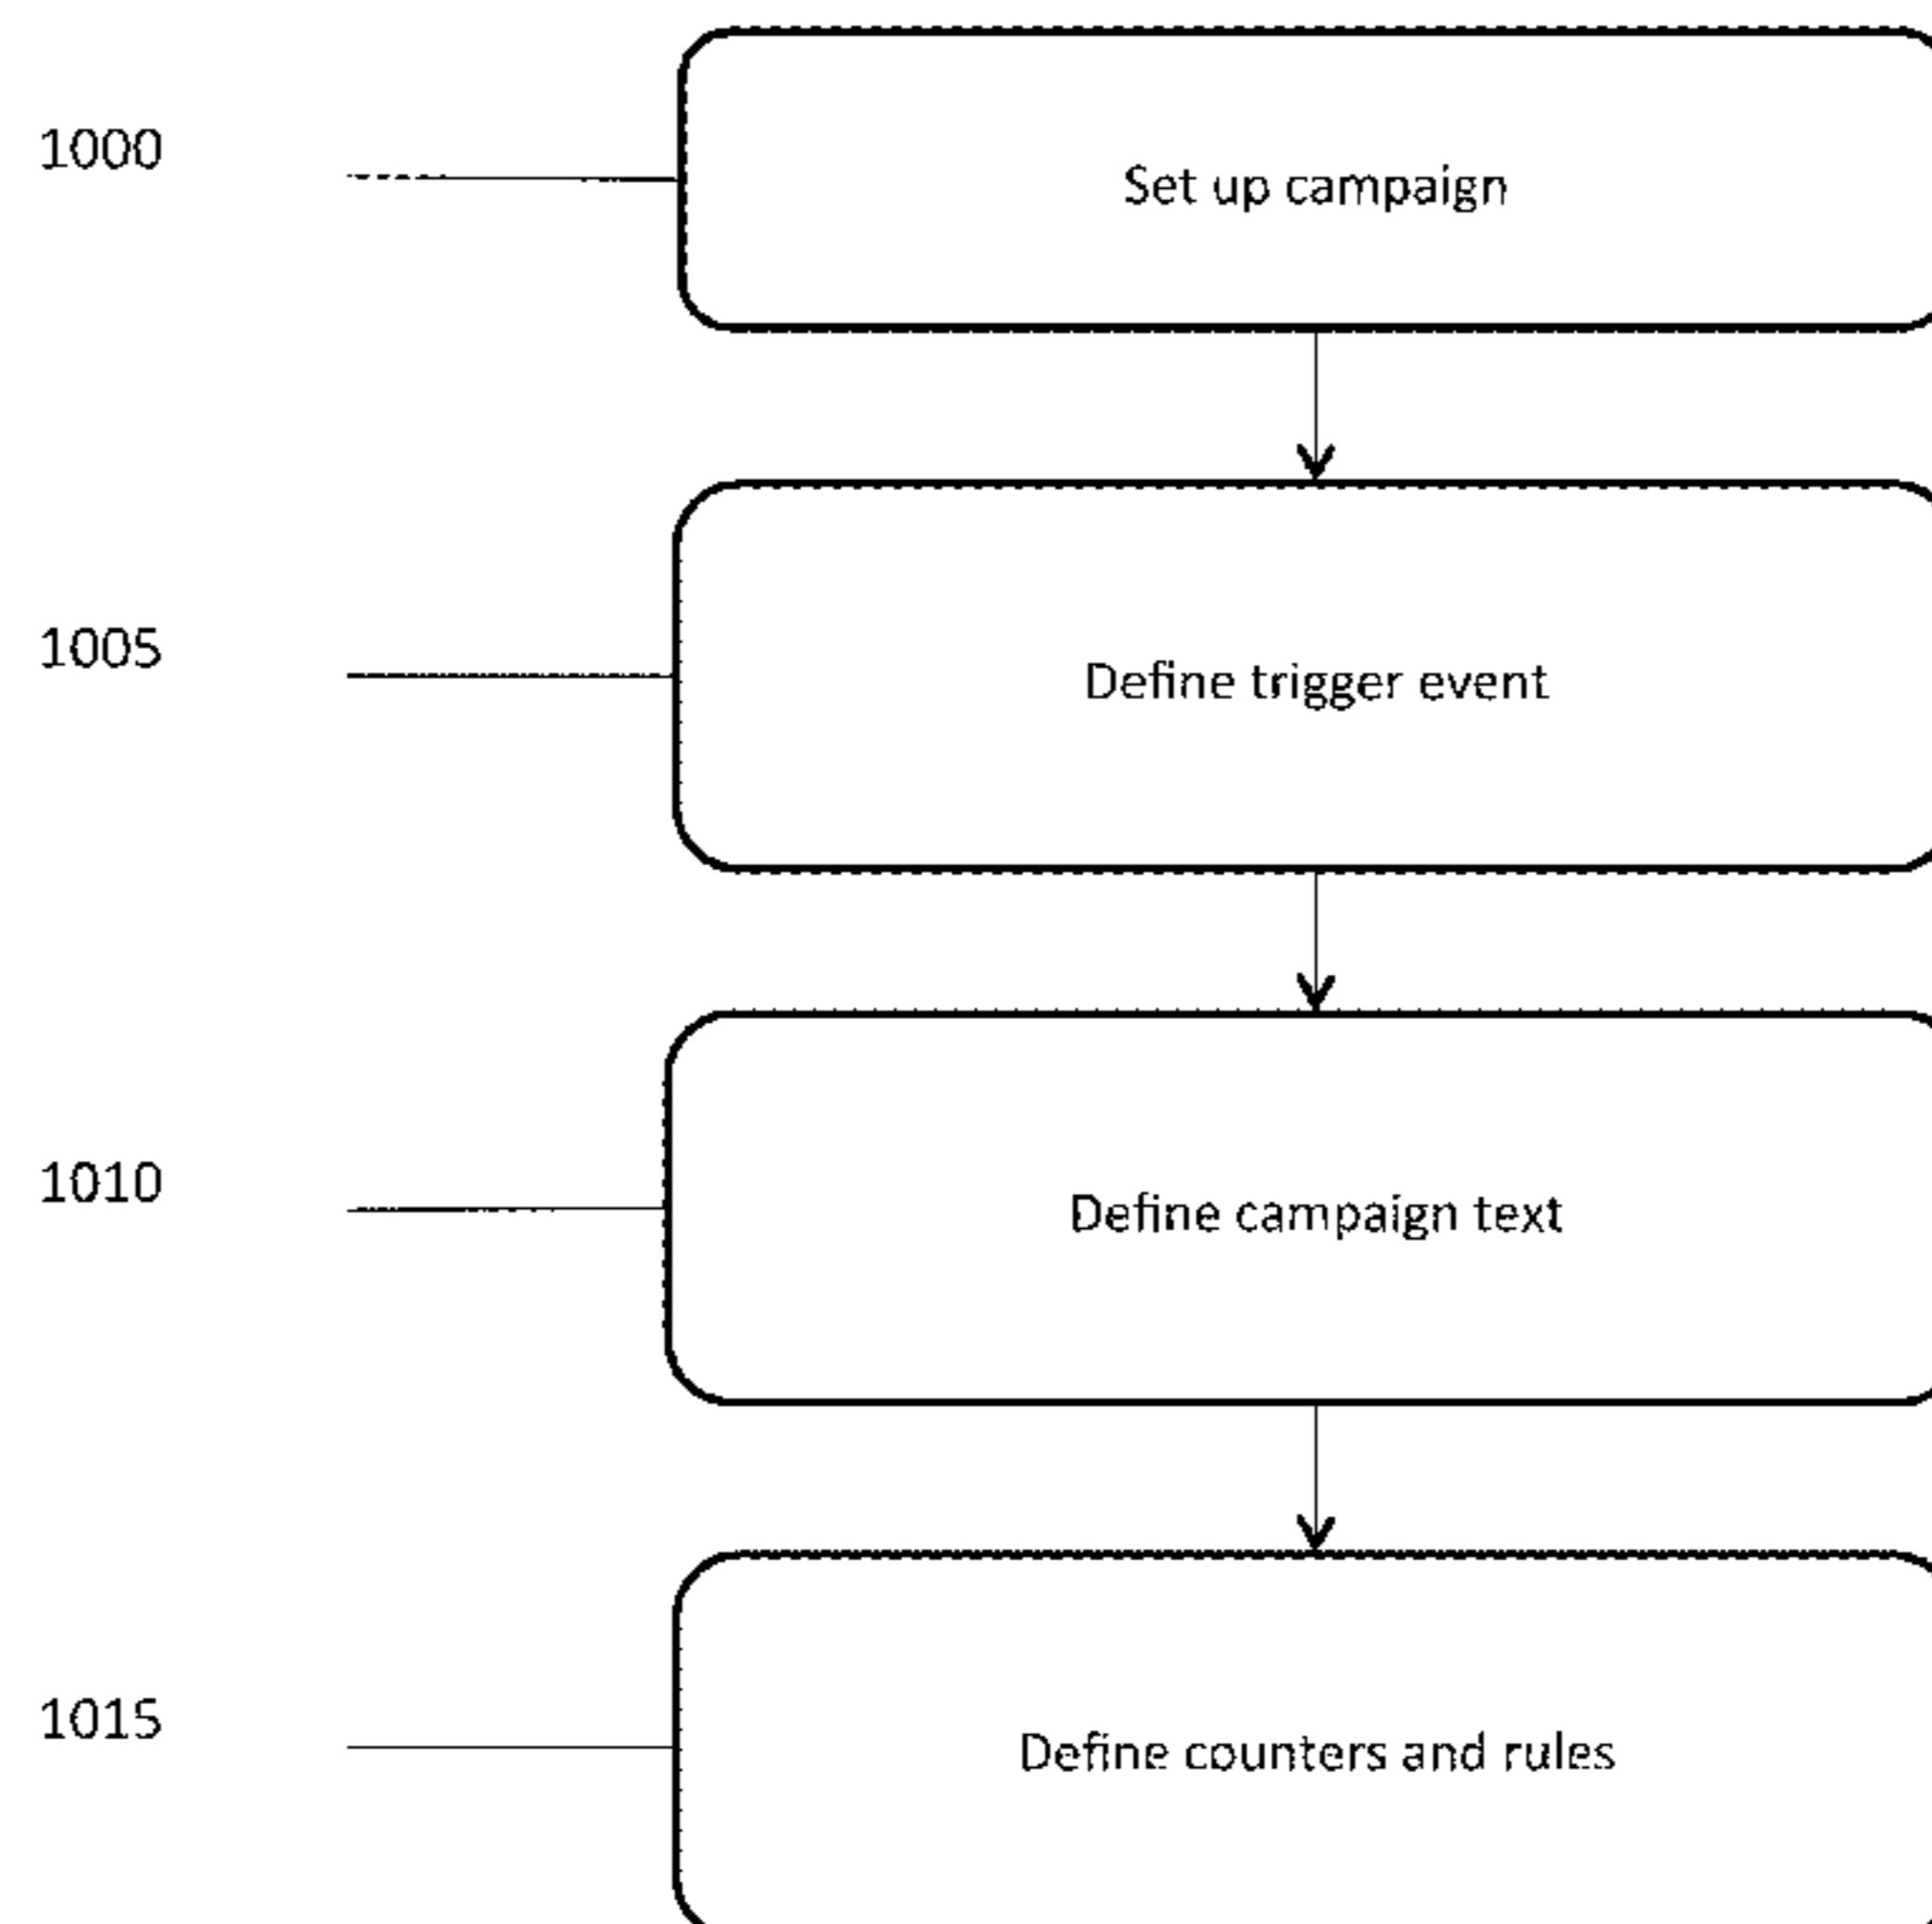 1000
Set up campaign
1005
Define trigger event
1010
Define campaign text
1015
Define counters and rules